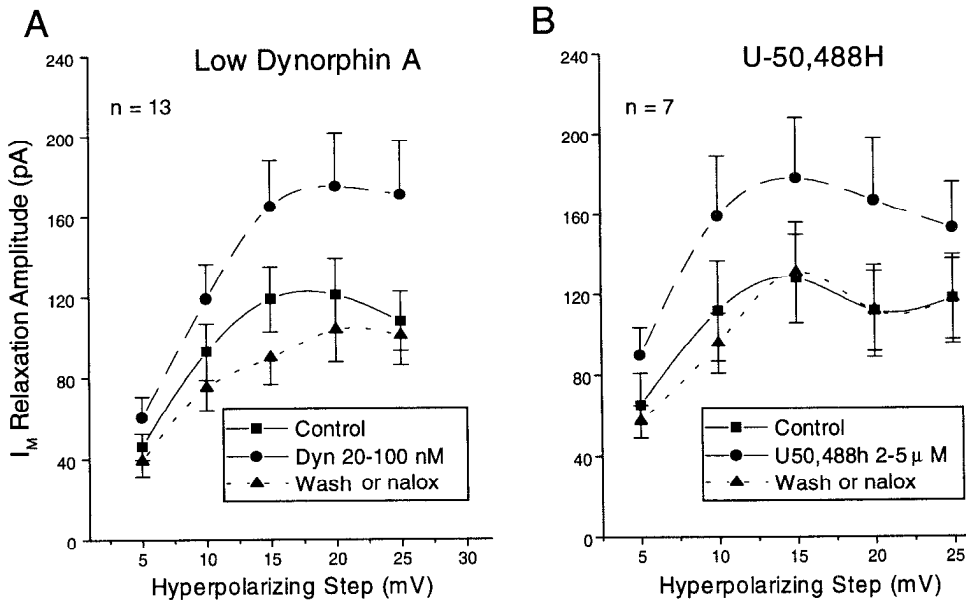 A
Low Dynorphin A
n = 13
I_M Relaxation Amplitude (pA)
240
200
160
120
80
40
0
Control
Dyn 20-100 nM
Wash or nalox
5 10 15 20 25 30
Hyperpolarizing Step (mV)
B
U-50,488H
n = 7
240
200
160
120
80
40
0
Control
U50,488h 2-5 μ M
Wash or nalox
5 10 15 20 25
Hyperpolarizing Step (mV)